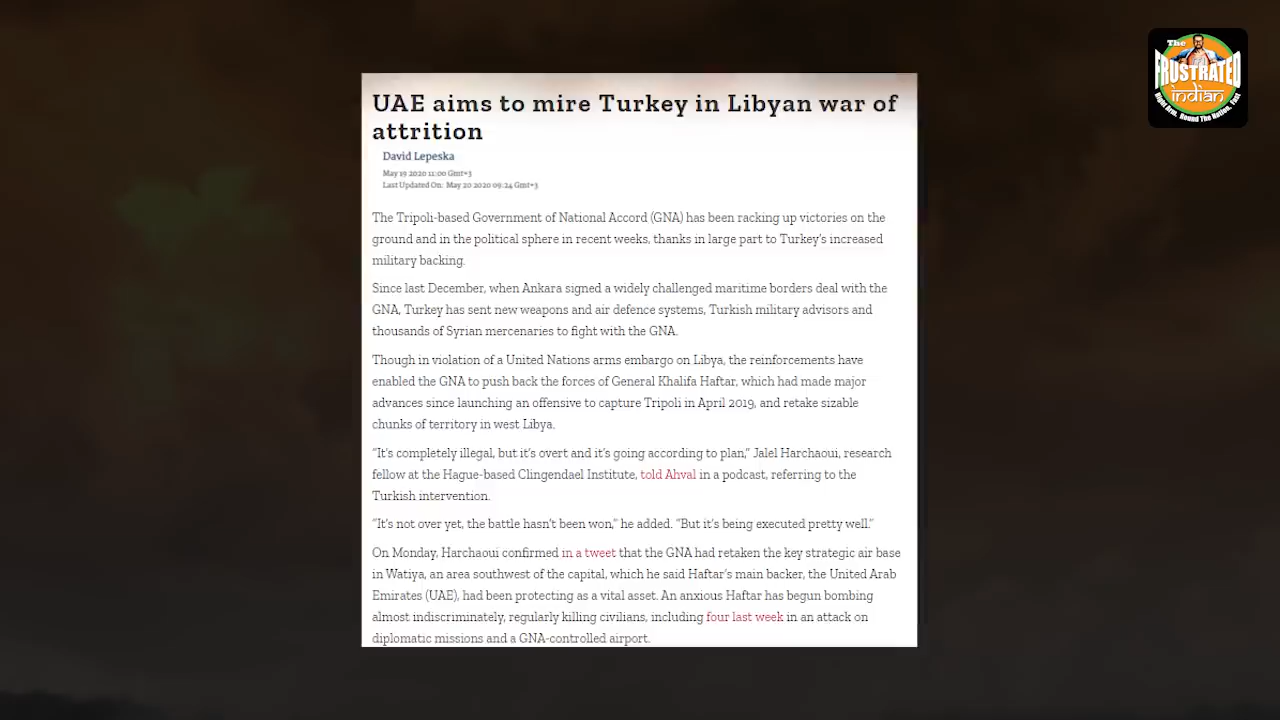 The
FRUSTRATED
indian
Right Arm. Round The Nation. Fast
UAE aims to mire Turkey in Libyan war of
attrition
David Lepeska
May 19 2020 11:00 Gmt+3
Last Updated On: May 20 2020 09:24 Gmt+3
The Tripoli-based Government of National Accord (GNA) has been racking up victories on the
ground and in the political sphere in recent weeks, thanks in large part to Turkey's increased
military backing.
Since last December, when Ankara signed a widely challenged maritime borders deal with the
GNA, Turkey has sent new weapons and air defence systems, Turkish military advisors and
thousands of Syrian mercenaries to fight with the GNA.
Though in violation of a United Nations arms embargo on Libya, the reinforcements have
enabled the GNA to push back the forces of General Khalifa Haftar, which had made major
advances since launching an offensive to capture Tripoli in April 2019, and retake sizable
chunks of territory in west Libya.
"It's completely illegal, but it's overt and it's going according to plan," Jalel Harchaoui, research
fellow at the Hague-based Clingendael Institute, told Ahval in a podcast, referring to the
Turkish intervention.
"It's not over yet, the battle hasn't been won," he added. "But it's being executed pretty well."
On Monday, Harchaoui confirmed in a tweet that the GNA had retaken the key strategic air base
in Watiya, an area southwest of the capital, which he said Haftar's main backer, the United Arab
Emirates (UAE), had been protecting as a vital asset. An anxious Haftar has begun bombing
almost indiscriminately, regularly killing civilians, including four last week in an attack on
diplomatic missions and a GNA-controlled airport.